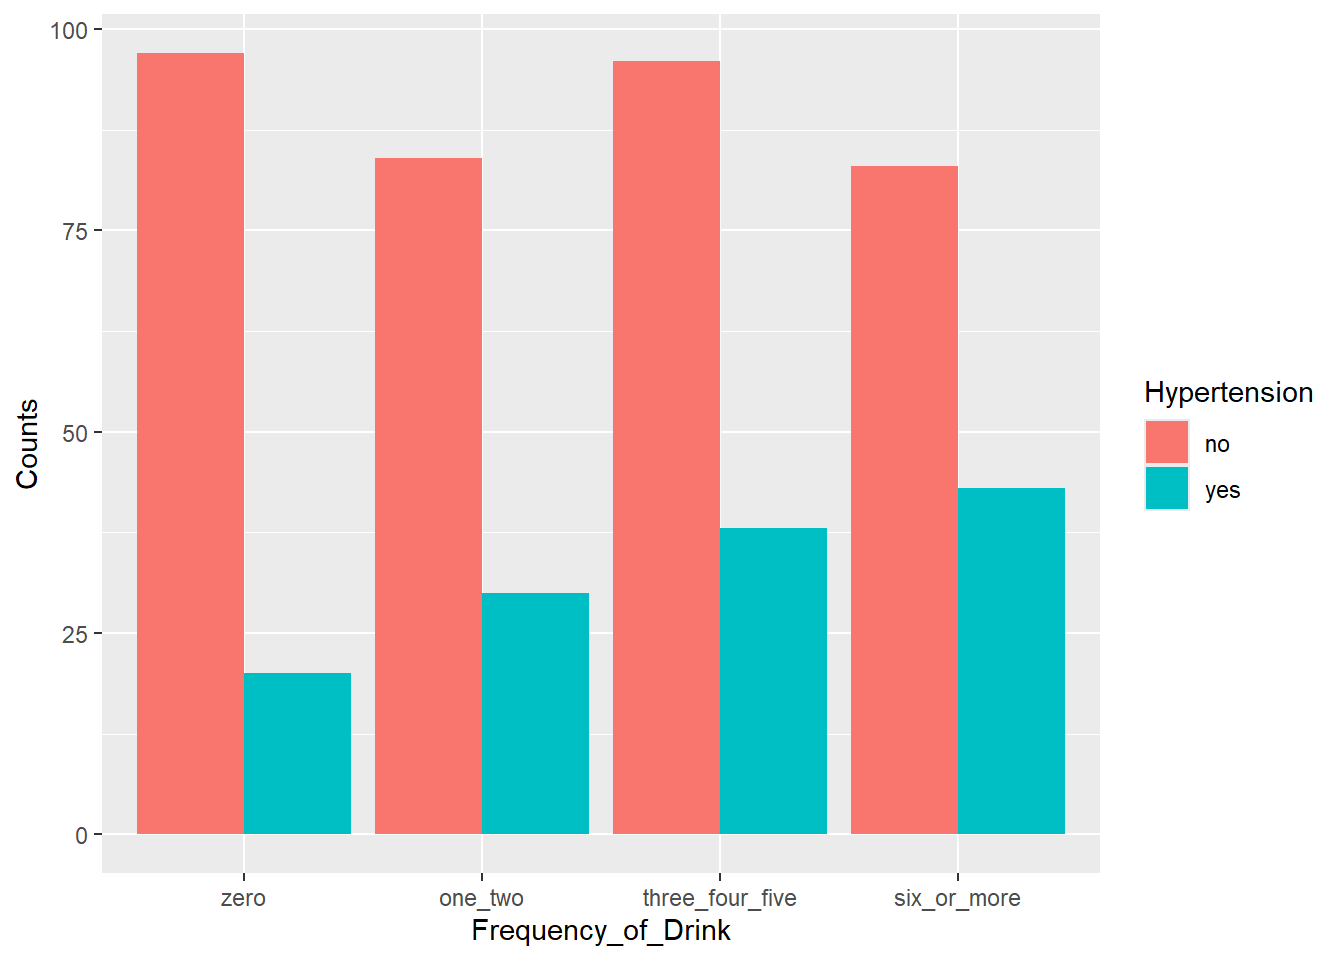 100
75
50
25
0
Counts
zero
one_two
three_four_five
six_or_more
Frequency_of_Drink
Hypertension
no
yes